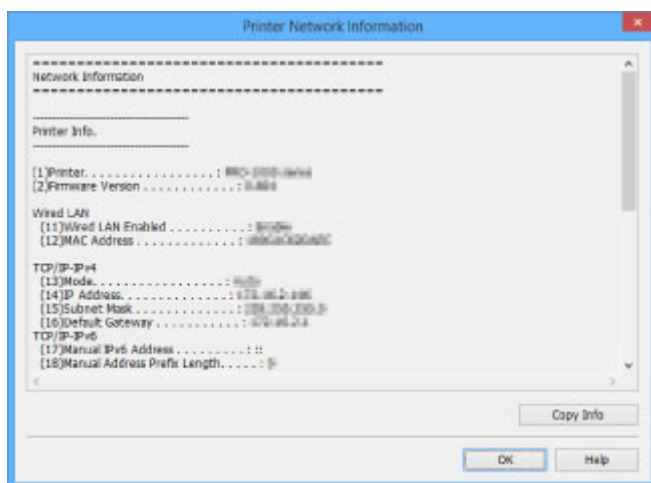 Printer Network Information
========================================
Network Information
========================================
------------------------------
Printer Info.
------------------------------
(1)Printer. . . . . . . . . . . . . . . . . :
(2)Firmware Version . . . . . . . . . . . . :
Wired LAN
(11)Wired LAN Enabled . . . . . . . . . . :
(12)MAC Address . . . . . . . . . . . . . :
TCP/IP-IPv4
(13)Mode. . . . . . . . . . . . . . . . . :
(14)IP Address. . . . . . . . . . . . . . :
(15)Subnet Mask . . . . . . . . . . . . . :
(16)Default Gateway . . . . . . . . . . . :
TCP/IP-IPv6
(17)Manual IPv6 Address . . . . . . . . . : ::
(18)Manual Address Prefix Length. . . . . :
Copy Info
OK
Help